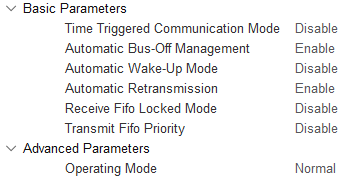 Basic Parameters
Time Triggered Communication Mode Disable
Automatic Bus-Off Management Enable
Automatic Wake-Up Mode Disable
Automatic Retransmission Enable
Receive Fifo Locked Mode Disable
Transmit Fifo Priority Disable
Advanced Parameters
Operating Mode Normal